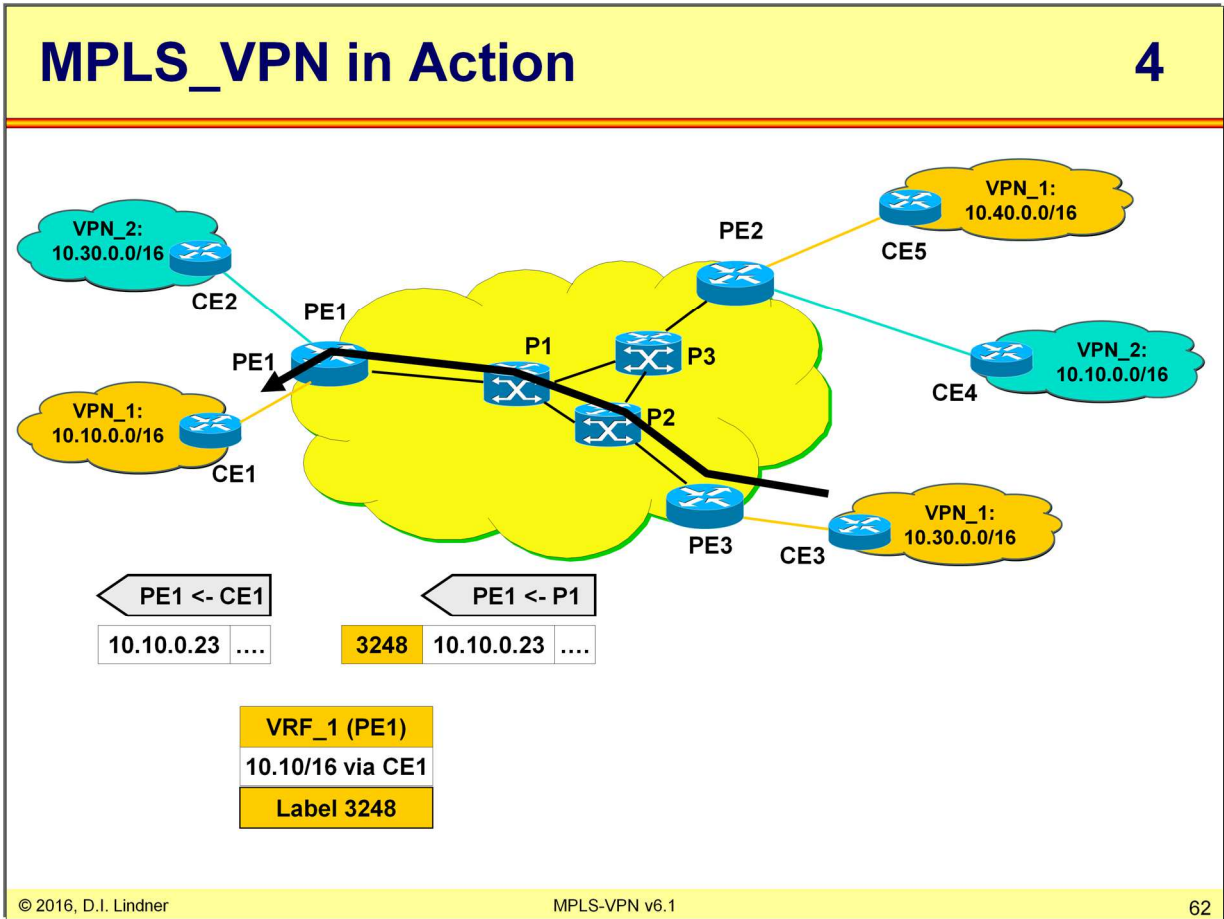 MPLS_VPN in Action 4
VPN_2:
10.30.0.0/16
CE2
PE1
PE1
VPN_1:
10.10.0.0/16
CE1
P1
P3
P2
PE2
VPN_1:
10.40.0.0/16
CE5
VPN_2:
10.10.0.0/16
CE4
PE3
CE3
VPN_1:
10.30.0.0/16
PE1 <- CE1
10.10.0.23 ....
PE1 <- P1
3248 10.10.0.23 ....
VRF_1 (PE1)
10.10/16 via CE1
Label 3248
© 2016, D.I. Lindner MPLS-VPN v6.1 62